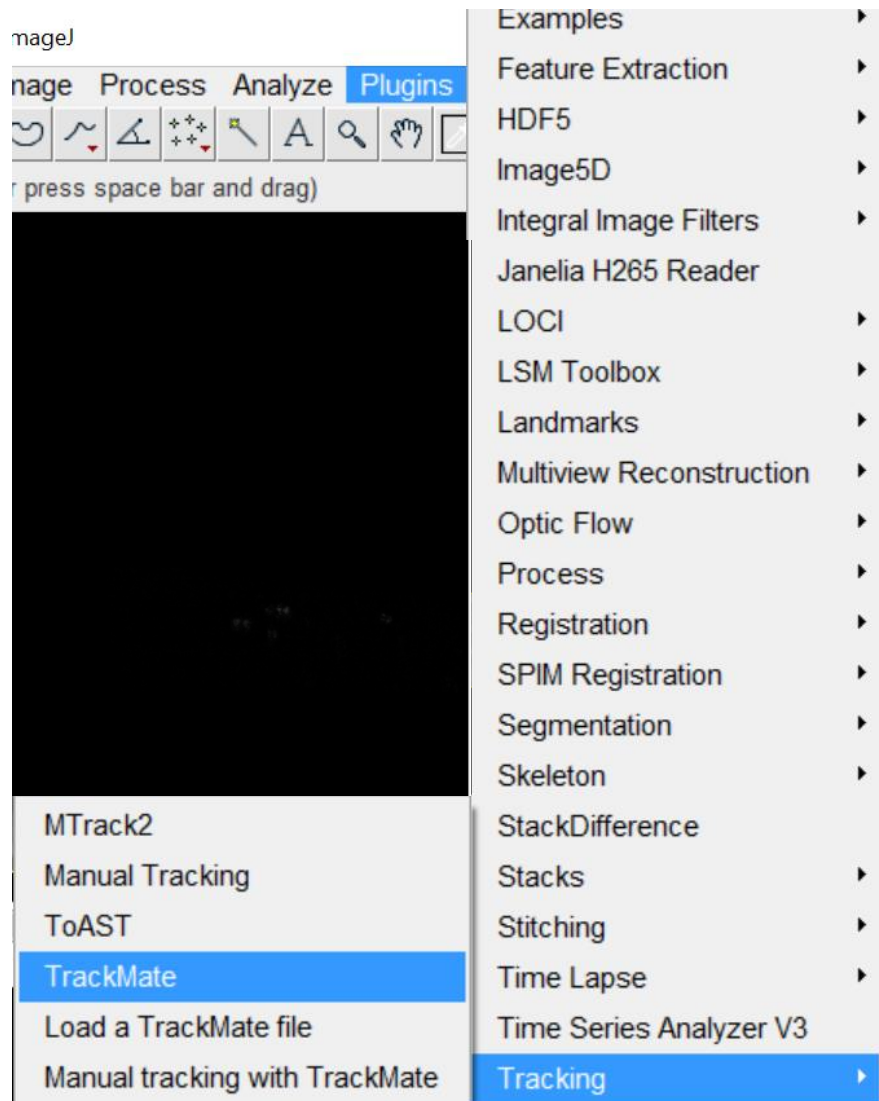 mageJ
mage Process Analyze Plugins
A
r press space bar and drag)
Examples
Feature Extraction
HDF5
Image5D
Integral Image Filters
Janelia H265 Reader
LOCI
LSM Toolbox
Landmarks
Multiview Reconstruction
Optic Flow
Process
Registration
SPIM Registration
Segmentation
Skeleton
StackDifference
Stacks
Stitching
Time Lapse
Time Series Analyzer V3
Tracking
MTrack2
Manual Tracking
ToAST
TrackMate
Load a TrackMate file
Manual tracking with TrackMate